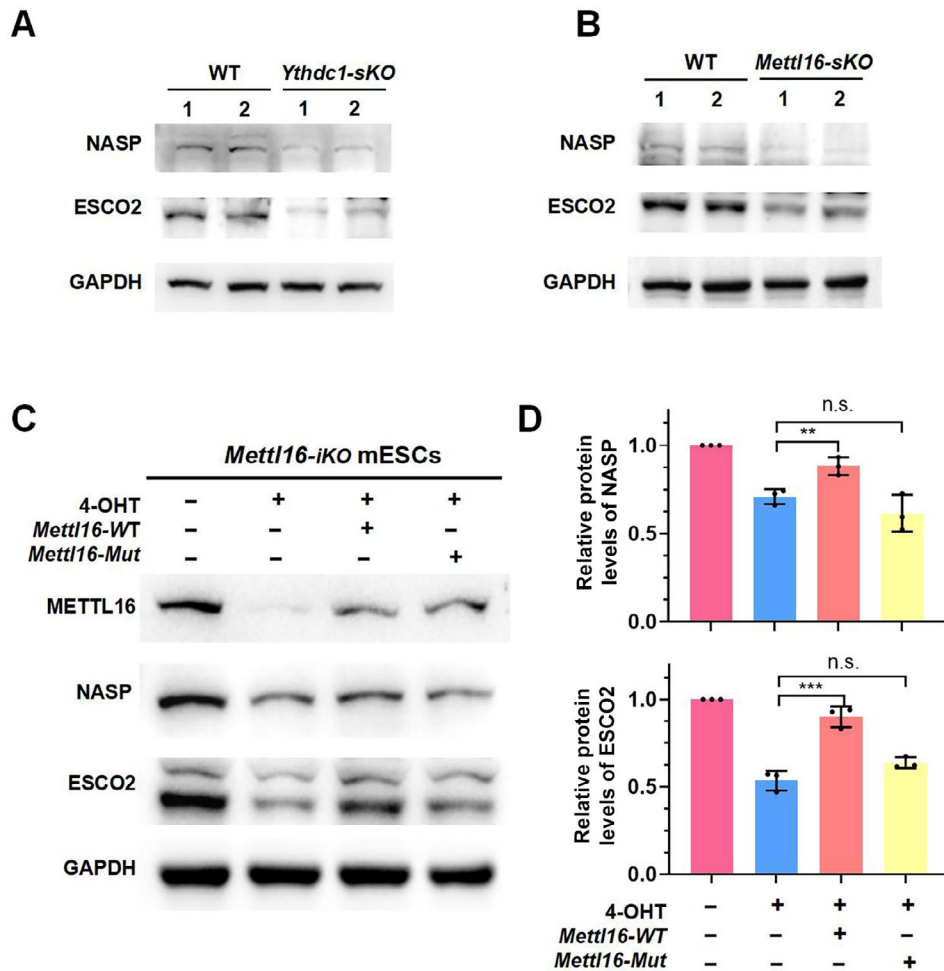 A
WT Ythdc1-sKO
1 2 1 2
NASP
ESCO2
GAPDH
B
WT Mettl16-sKO
1 2 1 2
NASP
ESCO2
GAPDH
C
Mettl16-iKO mESCs
4-OHT – + + +
Mettl16-WT – – + –
Mettl16-Mut – – – +
METTL16
NASP
ESCO2
GAPDH
D
Relative protein
levels of NASP
1.0
0.5
0.0
n.s.
**
Relative protein
levels of ESCO2
1.0
0.5
0.0
n.s.
***
4-OHT – + + +
Mettl16-WT – – + –
Mettl16-Mut – – – +